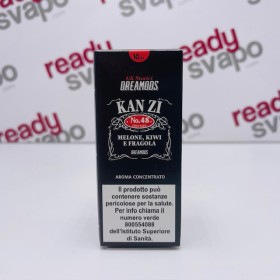 ready
svapo
ready
svapo
ready
svapo
ready
svapo
10ml
DREAMODS
KANZÌ
No.48
MELONE, KIWI
E FRAGOLA
DREAMODS
AROMA CONCENTRATO
Il prodotto può
contenere sostanze
pericolose per la salute.
Per info chiama il
numero verde
800554088
dell'Istituto Superiore
di Sanità.